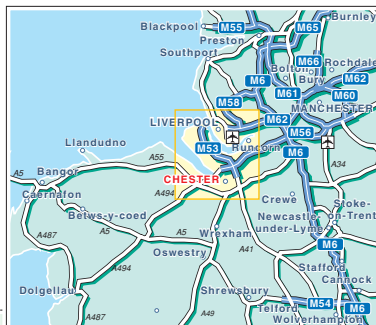 Burnley
Blackpool
M55
M65
Preston
Southport
M66
Rochdale
M6
Bolton
Bury
M62
M61
M60
M58
MANCHESTER
LIVERPOOL
M62
M56
Runcorn
M53
M6
Llandudno
A55
A34
A5
Bangor
CHESTER
Caernafon
A494
Crewe
Stoke-
on-Trent
Betws-y-coed
Newcastle-
under-Lyme
A487
A5
A5
Wrexham
A41
M6
Oswestry
Stafford
A494
Cannock
Dolgellau
Shrewsbury
A49
M54
M6
Telford
A487
Wolverhampton